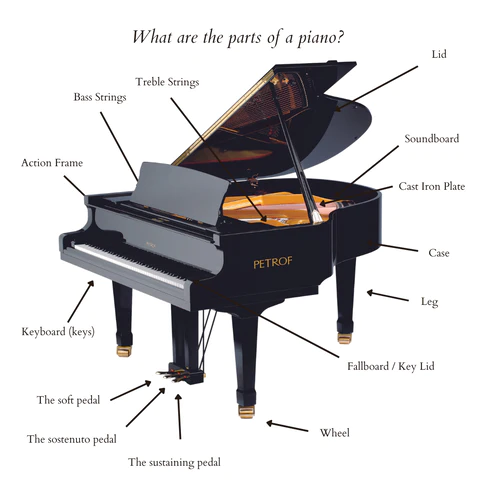 What are the parts of a piano?
Lid
Treble Strings
Bass Strings
Soundboard
Action Frame
Cast Iron Plate
Case
PETROF
Leg
Keyboard (keys)
Fallboard / Key Lid
The soft pedal
Wheel
The sostenuto pedal
The sustaining pedal